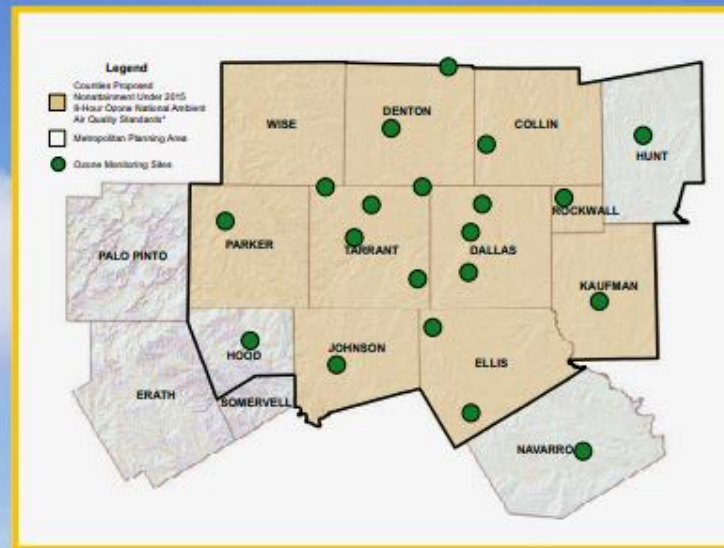 Legend
Counties Proposed
Nonattainment Under 2015
8-Hour Ozone National Ambient
Air Quality Standards*
Metropolitan Planning Area
Ozone Monitoring Sites
WISE
DENTON
COLLIN
HUNT
PALO PINTO
PARKER
TARRANT
DALLAS
ROCKWALL
KAUFMAN
HOOD
JOHNSON
ELLIS
ERATH
SOMERVELL
NAVARRO